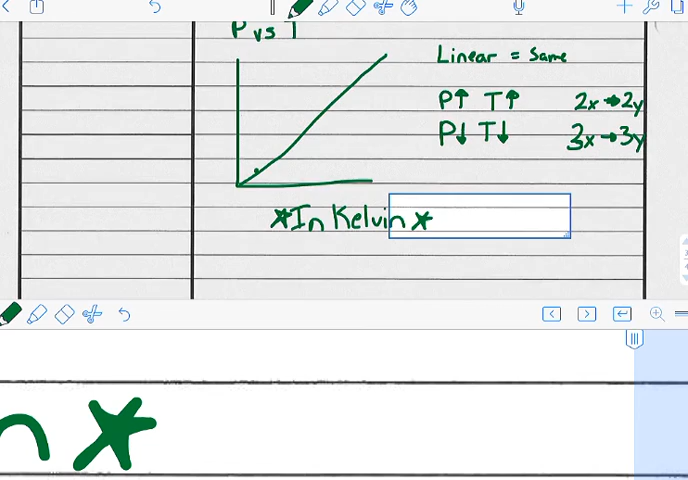 P vs T
Linear = Same
P↑ T↑ 2x→2y
P↓ T↓ 3x→3y
*In Kelvin*
n *